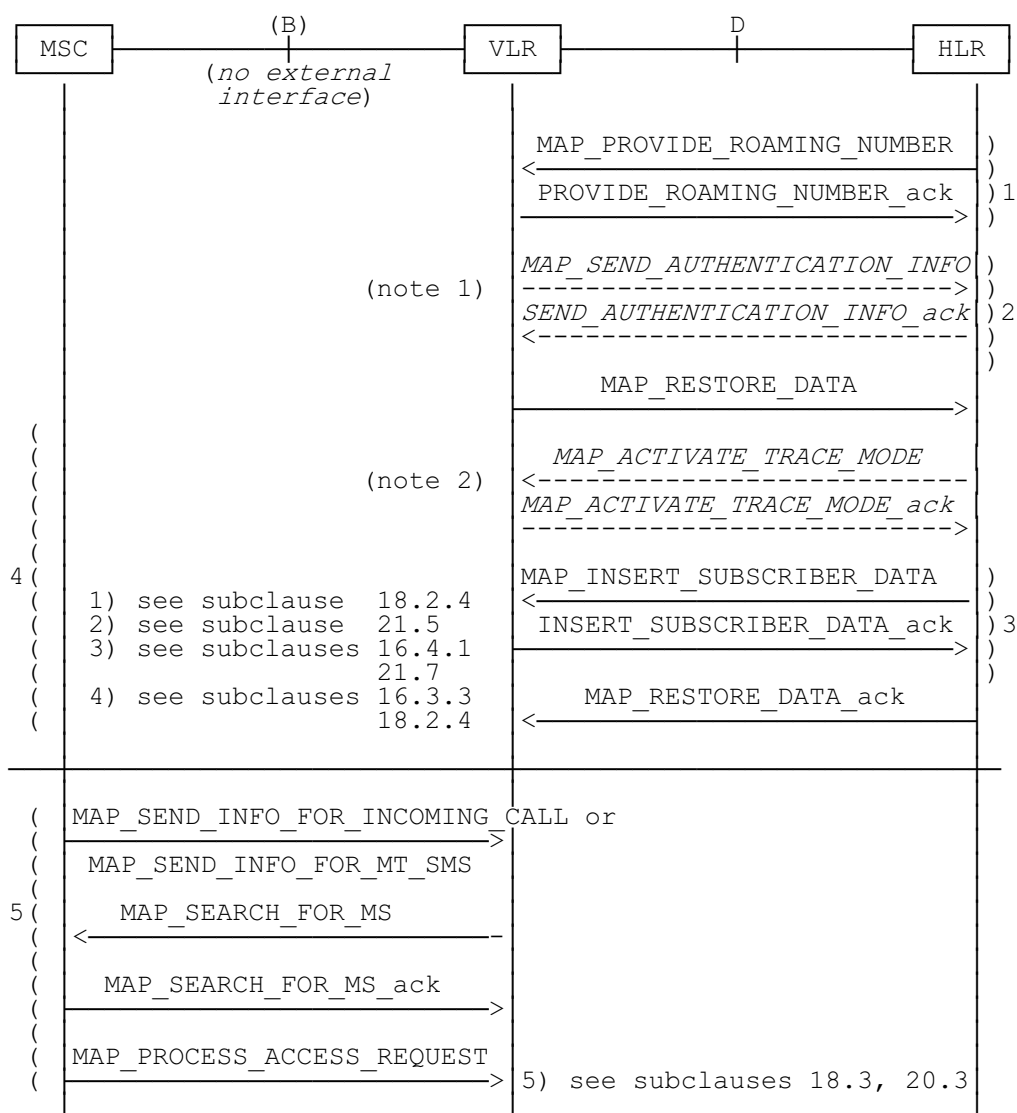 (B) D
MSC VLR HLR
(no external
interface)
MAP_PROVIDE_ROAMING_NUMBER )
<──────── )
PROVIDE_ROAMING_NUMBER_ack )1
────────> )
MAP_SEND_AUTHENTICATION_INFO )
(note 1) --------> )
SEND_AUTHENTICATION_INFO_ack )2
<-------- )
)
MAP_RESTORE_DATA
────────>
(
( MAP_ACTIVATE_TRACE_MODE
( (note 2) <--------
( MAP_ACTIVATE_TRACE_MODE_ack
( -------->
(
4( MAP_INSERT_SUBSCRIBER_DATA )
( 1) see subclause 18.2.4 <──────── )
( 2) see subclause 21.5 INSERT_SUBSCRIBER_DATA_ack )3
( 3) see subclauses 16.4.1 ────────> )
( 21.7 )
( 4) see subclauses 16.3.3 MAP_RESTORE_DATA_ack
( 18.2.4 <────────
( MAP_SEND_INFO_FOR_INCOMING_CALL or
( ────────>
( MAP_SEND_INFO_FOR_MT_SMS
(
5( MAP_SEARCH_FOR_MS
( <────────-
(
( MAP_SEARCH_FOR_MS_ack
( ────────>
(
( MAP_PROCESS_ACCESS_REQUEST
( ────────> 5) see subclauses 18.3, 20.3